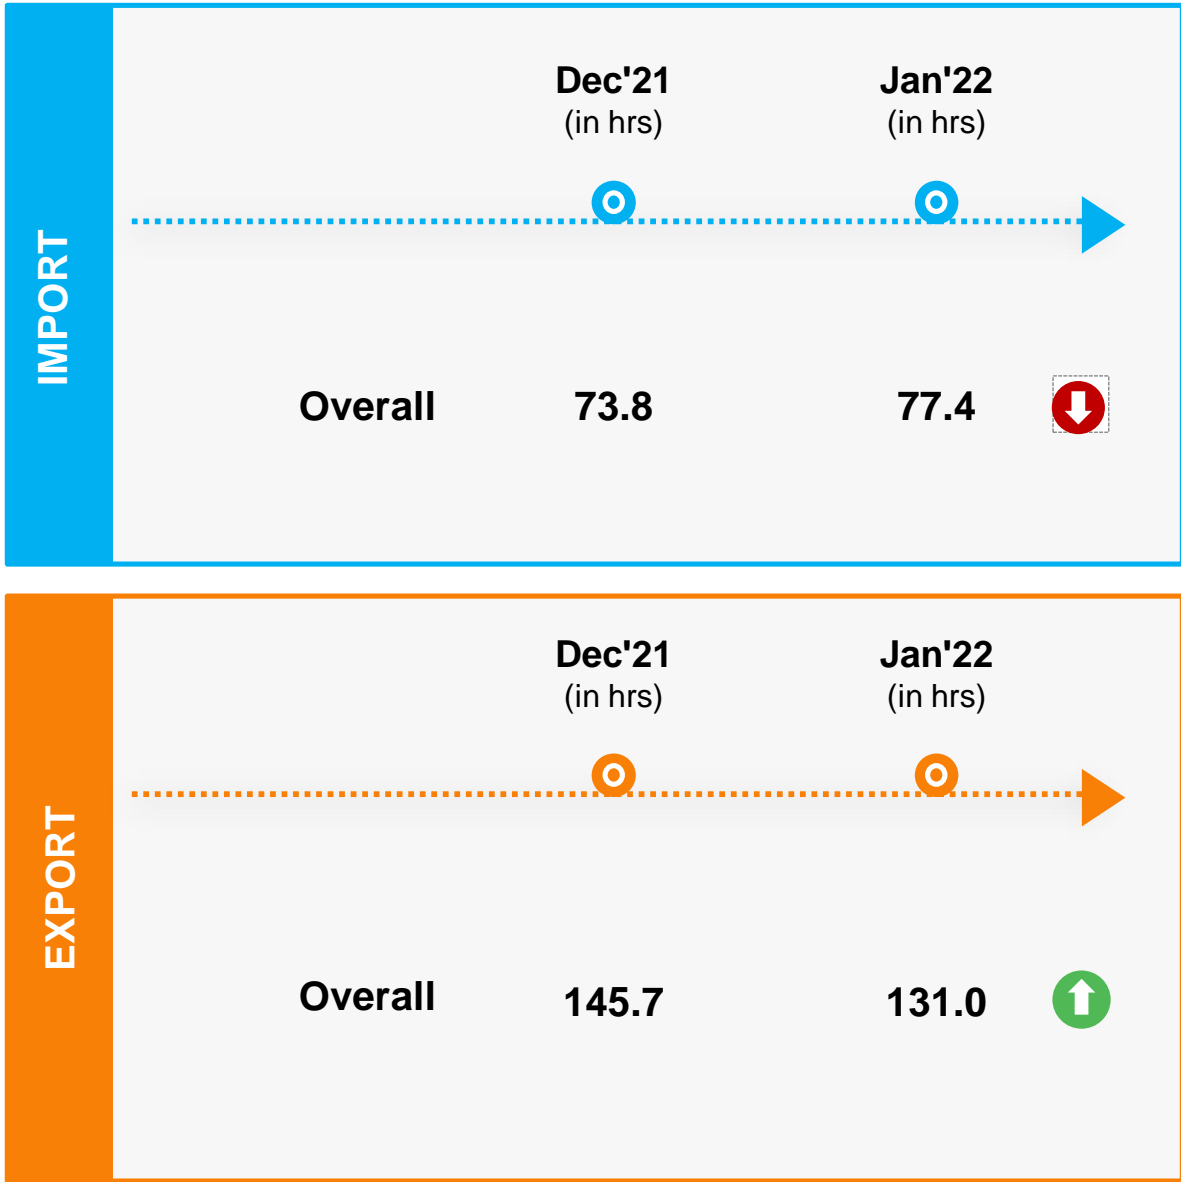 IMPORT
Dec'21
(in hrs)
Jan'22
(in hrs)
Overall 73.8 77.4
EXPORT
Dec'21
(in hrs)
Jan'22
(in hrs)
Overall 145.7 131.0